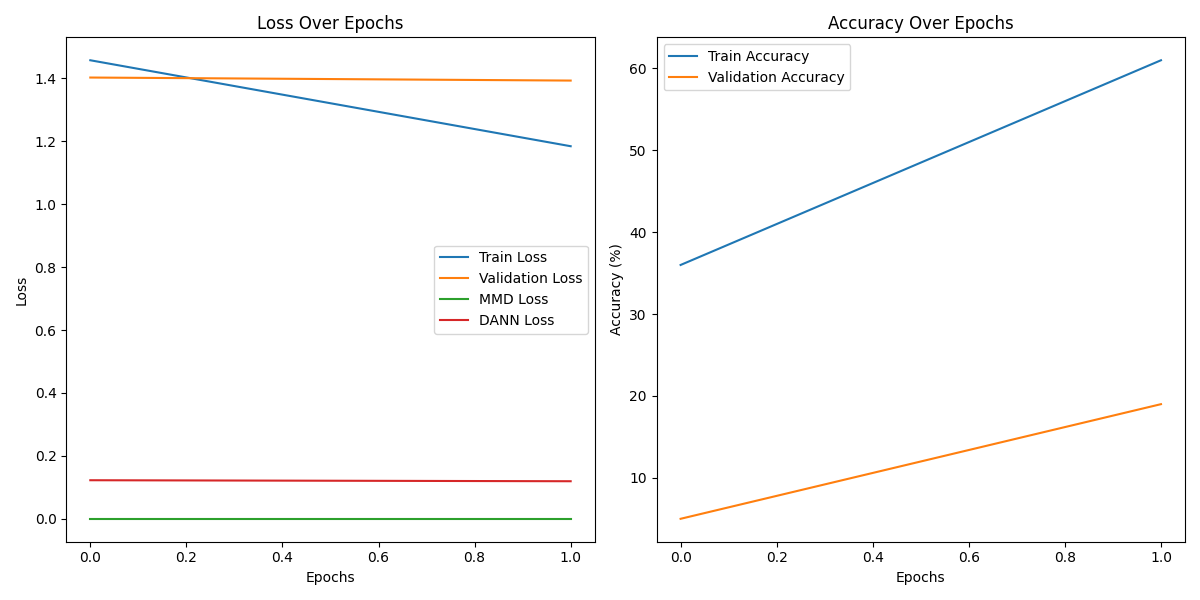 Loss Over Epochs
1.4
1.2
1.0
0.8
0.6
0.4
0.2
0.0
Loss
Train Loss
Validation Loss
MMD Loss
DANN Loss
0.0 0.2 0.4 0.6 0.8 1.0
Epochs
Accuracy Over Epochs
Train Accuracy
Validation Accuracy
60
50
40
30
20
10
Accuracy (%)
0.0 0.2 0.4 0.6 0.8 1.0
Epochs